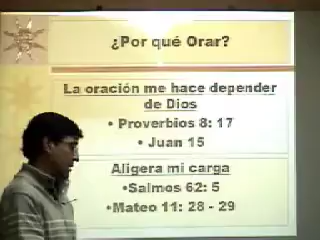 ¿Por qué Orar?
La oración me hace depender
de Dios
• Proverbios 8: 17
• Juan 15
Aligera mi carga
•Salmos 62: 5
•Mateo 11: 28 - 29